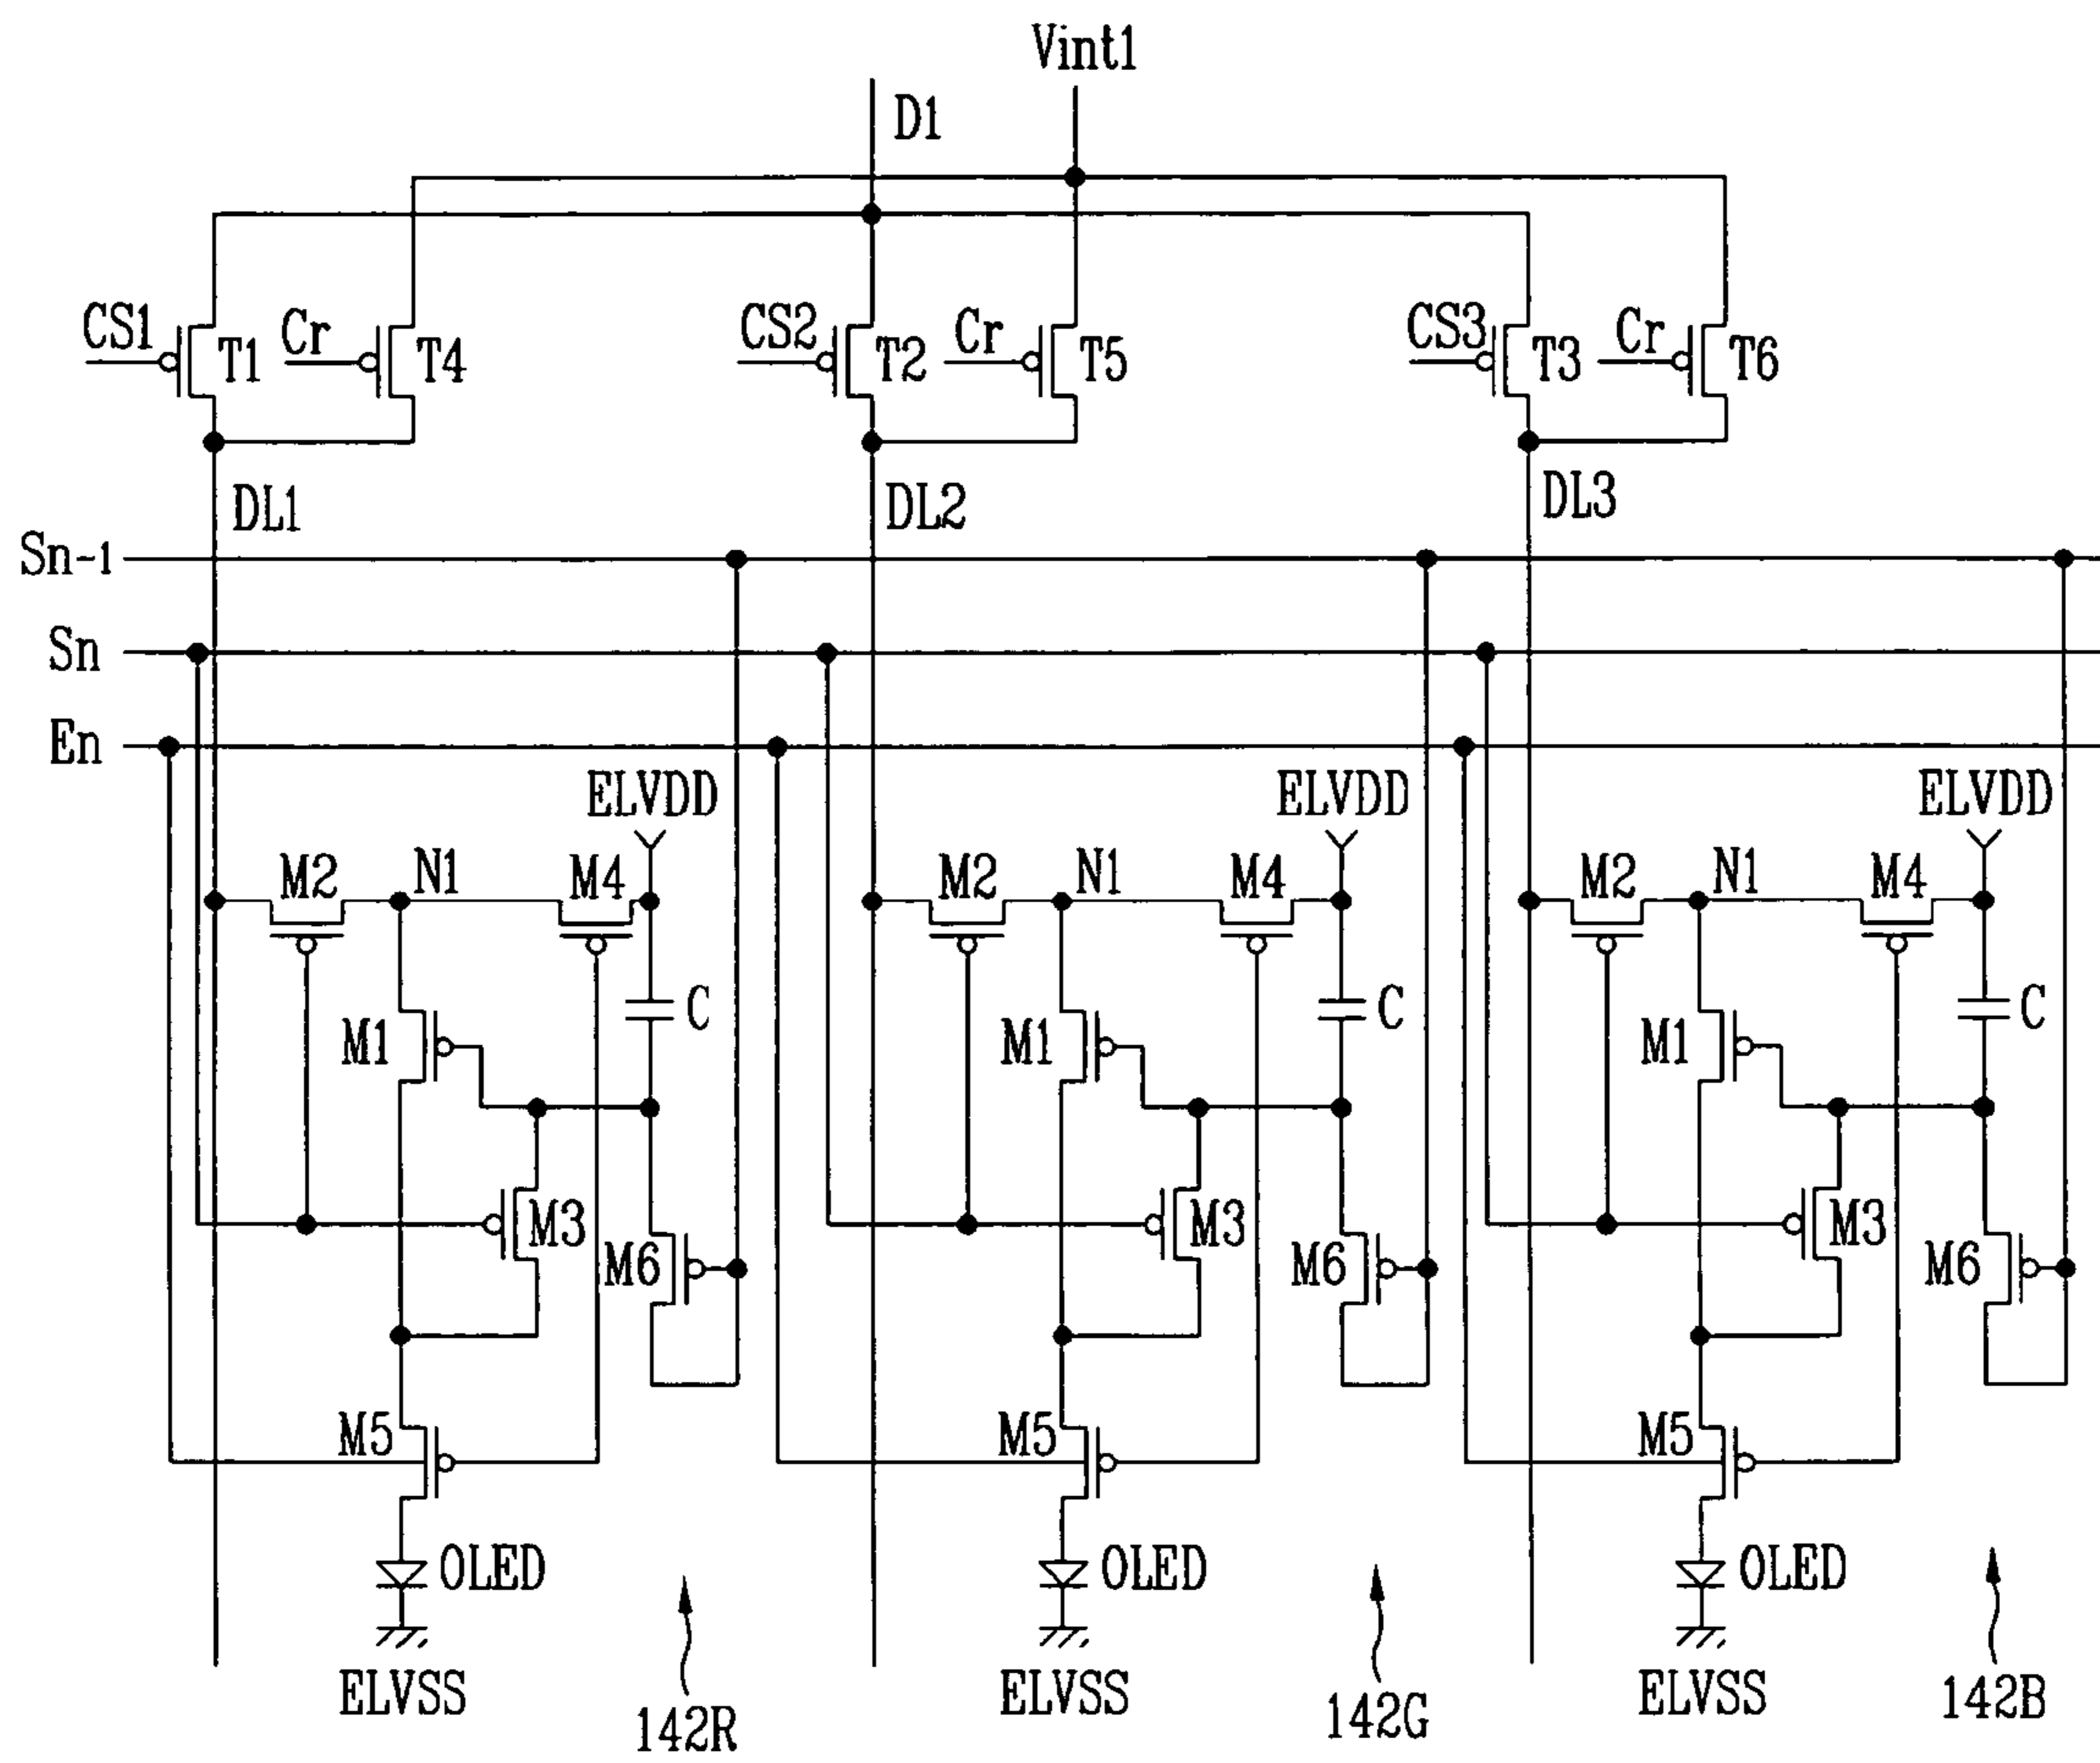 Vint1
D1
CS1 T1 Cr T4 CS2 T2 Cr T5 CS3 T3 Cr T6
DL1 DL2 DL3
Sn-1
Sn
En
ELVDD ELVDD ELVDD
M2 N1 M4 M2 N1 M4 M2 N1 M4
M1 C M1 C M1 C
M3 M6 M3 M6 M3 M6
M5 M5 M5
OLED OLED OLED
ELVSS ELVSS ELVSS
142R 142G 142B